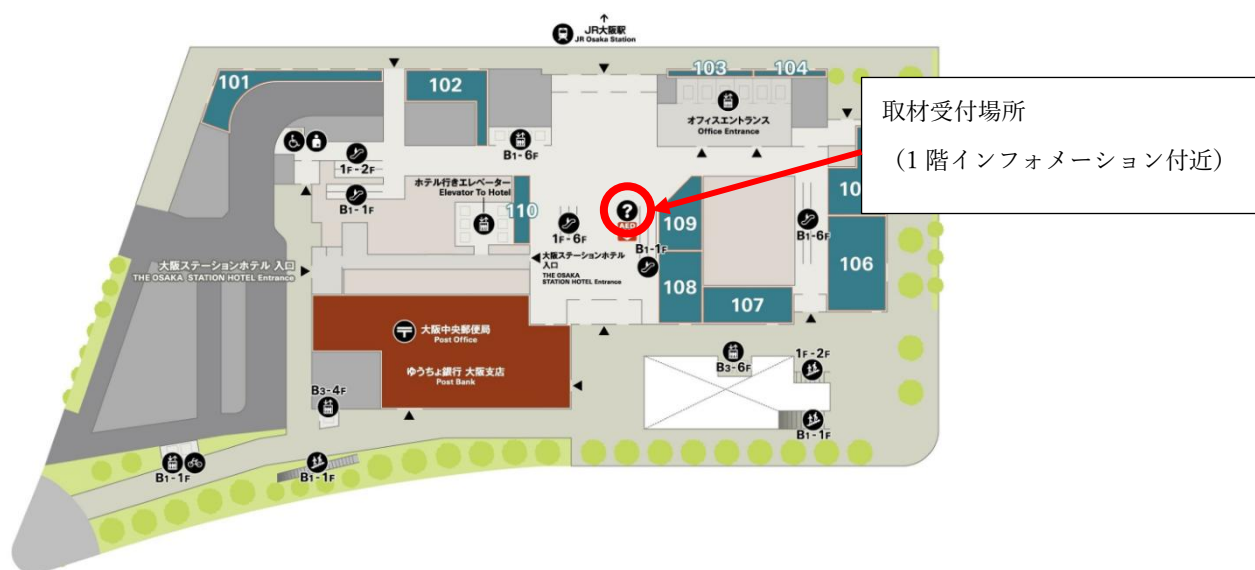 JR大阪駅
JR Osaka Station
101
102
103
104
オフィスエントランス
Office Entrance
取材受付場所
（1 階インフォメーション付近）
B1-6F
1F-2F
B1-1F
ホテル行きエレベーター
Elevator To Hotel
110
1F-6F
?
AED
B1-1F
109
B1-6F
106
大阪ステーションホテル 入口
THE OSAKA STATION HOTEL Entrance
大阪ステーションホテル
入口
THE OSAKA
STATION HOTEL Entrance
108
107
大阪中央郵便局
Post Office
ゆうちょ銀行 大阪支店
Post Bank
B3-6F
1F-2F
B3-4F
B1-1F
B1-1F
B1-1F